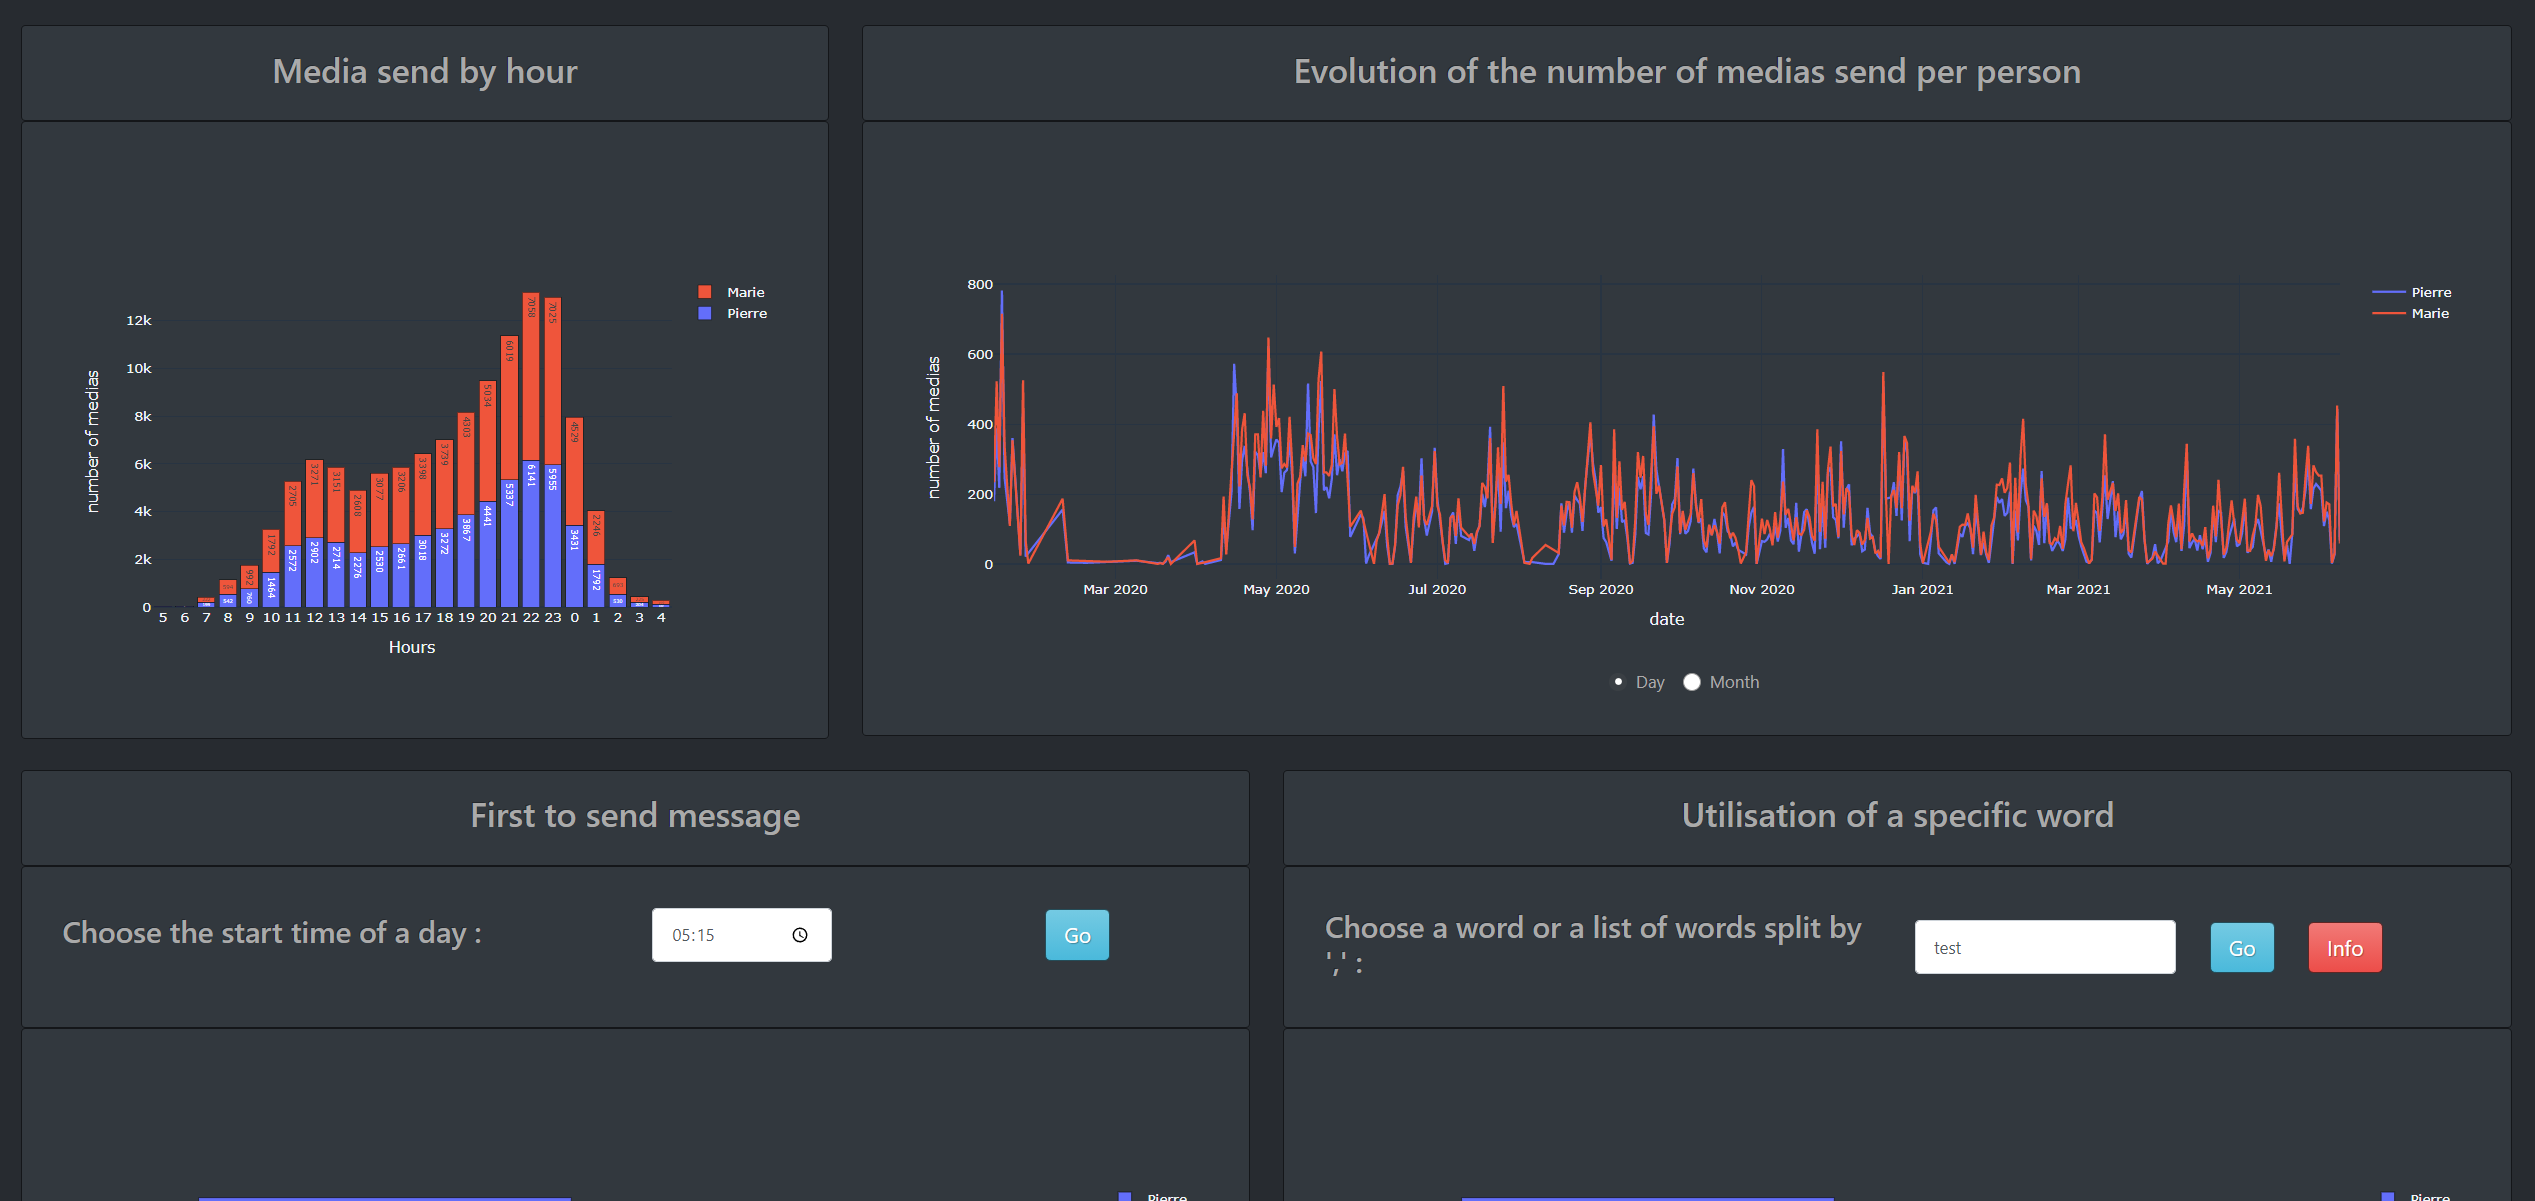 Media send by hour
Evolution of the number of medias send per person
Marie
Pierre
12k
10k
8k
6k
4k
2k
0
number of medias
7058
7025
6019
5034
4529
4303
3739
3398
3271
3151
3206
3077
2705
2608
2246
1792
992
6141
5955
5337
4441
3867
3431
3272
3018
2902
2714
2661
2572
2530
2276
1792
1464
760
542
530
5 6 7 8 9 10 11 12 13 14 15 16 17 18 19 20 21 22 23 0 1 2 3 4
Hours
800
600
400
200
0
number of medias
Pierre
Marie
Mar 2020 May 2020 Jul 2020 Sep 2020 Nov 2020 Jan 2021 Mar 2021 May 2021
date
Day Month
First to send message
Choose the start time of a day :
05:15
Go
Utilisation of a specific word
Choose a word or a list of words split by
',' :
test
Go
Info
Pierre
Pierre